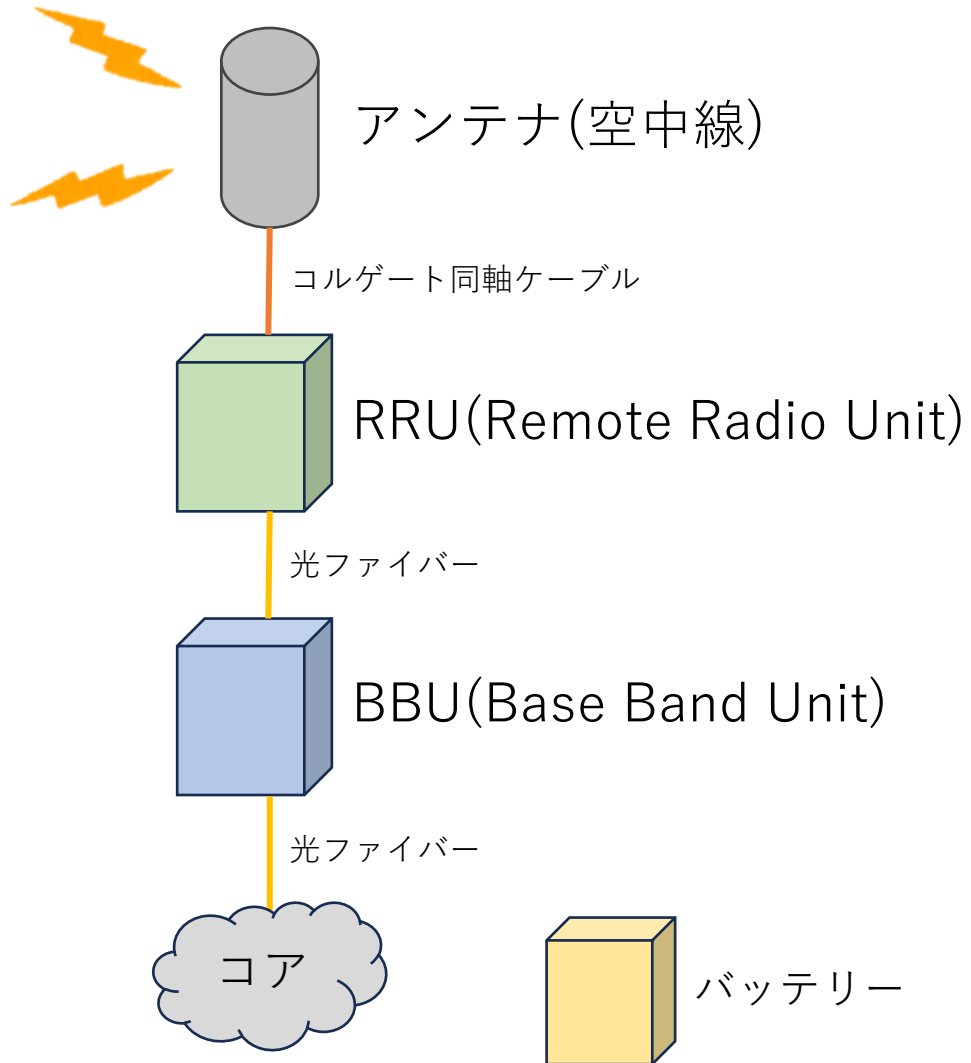 アンテナ(空中線)
コルゲート同軸ケーブル
RRU(Remote Radio Unit)
光ファイバー
BBU(Base Band Unit)
光ファイバー
コア
バッテリー